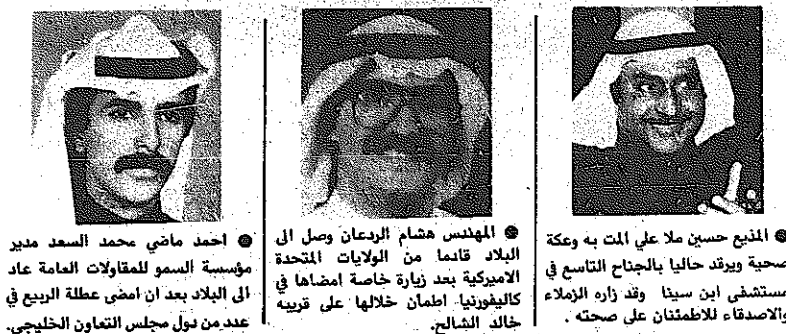 ● المذيع حسين ملا علي المت به وعكة
صحية ويرقد حاليا بالجناح التاسع في
مستشفى ابن سينا وقد زاره الزملاء
والاصدقاء للاطمئنان على صحته .
● المهندس هشام الردعان وصل الى
البلاد قادما من الولايات المتحدة
الاميركية بعد زيارة خاصة امضاها في
كاليفورنيا اطمأن خلالها على قريبه
خالد الشالح.
● احمد ماضي محمد السعد مدير
مؤسسة السمو للمقاولات العامة عاد
الى البلاد بعد ان امضى عطلة الربيع في
عدد من دول مجلس التعاون الخليجي.